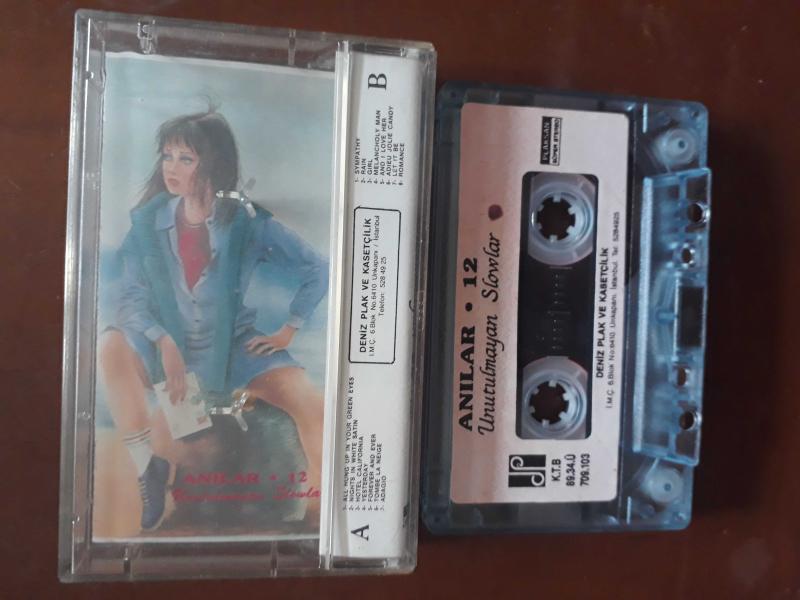 ANILAR • 12
Unutulmayan Slowlar
A
1- ALL HUNG UP IN YOUR GREEN EYES
2- NIGHTS IN WHITE SATIN
3- HOTEL CALIFORNIA
4- YESTERDAY
5- FOREVER AND EVER
6- TOMBE LA NEIGE
7- ADAGIO
DENİZ PLAK VE KASETÇİLİK
İ.M.Ç. 6.Blok No:6410 Unkapanı / İstanbul
Telefon: 528 49 25
B
1- SYMPATHY
2- RAIN
3- GIRL
4- MELANCHOLY MAN
5- AND I LOVE HER
6- ADIEU JOLIE CANDY
7- LET IT BE
8- ROMANCE
ANILAR • 12
Unutulmayan Slowlar
PLAKSAN
K.T.B
89.34.Ü
709.103
DENİZ PLAK VE KASETÇİLİK
İ.M.Ç. 6.Blok No:6410 Unkapanı İstanbul Tel: 5284925